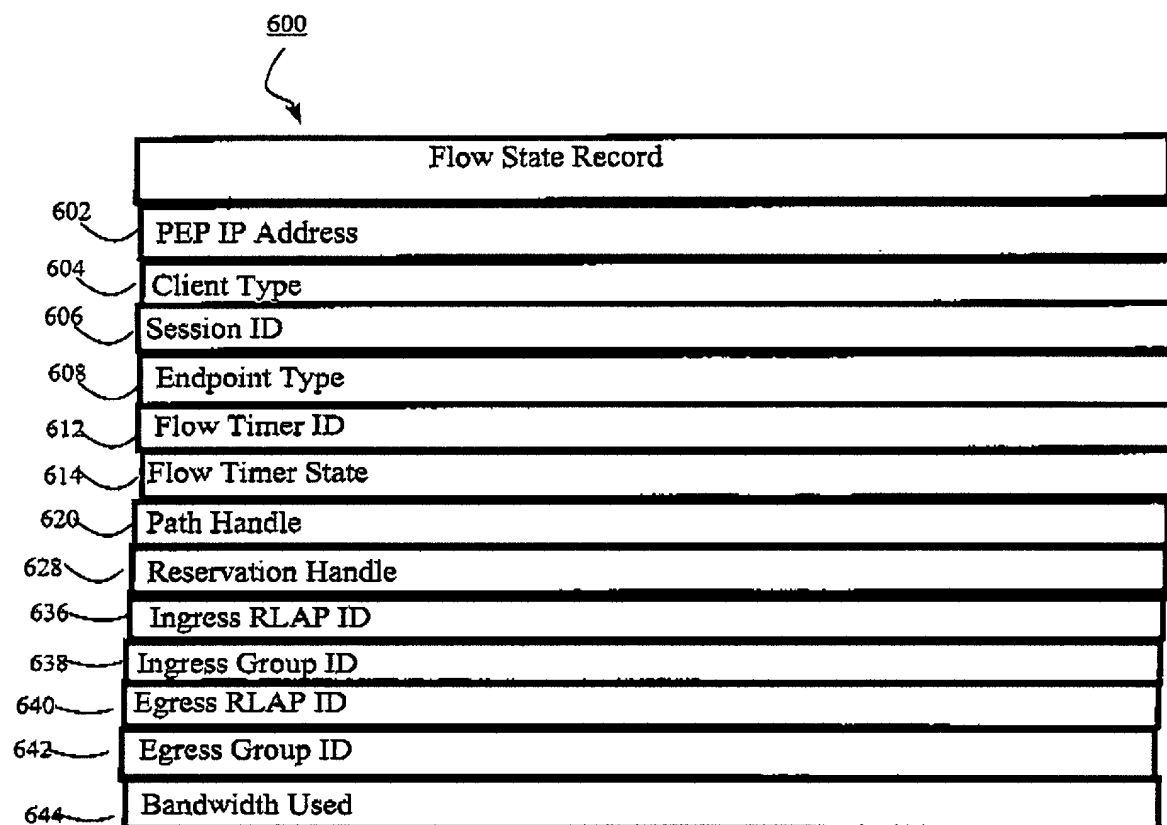 600
Flow State Record
602 PEP IP Address
604 Client Type
606 Session ID
608 Endpoint Type
612 Flow Timer ID
614 Flow Timer State
620 Path Handle
628 Reservation Handle
636 Ingress RLAP ID
638 Ingress Group ID
640 Egress RLAP ID
642 Egress Group ID
644 Bandwidth Used